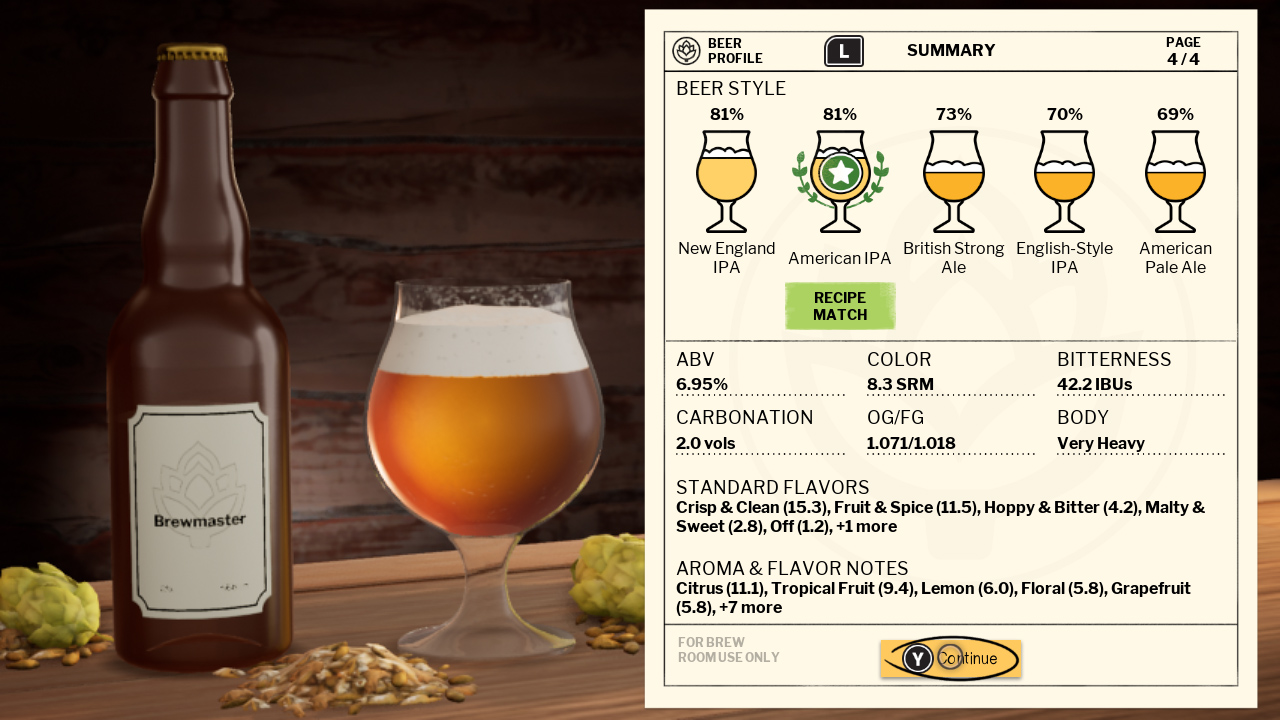 BEER
PROFILE
L
SUMMARY
PAGE
4 / 4
BEER STYLE
81%
81%
73%
70%
69%
New England
IPA
American IPA
British Strong
Ale
English-Style
IPA
American
Pale Ale
RECIPE
MATCH
ABV
COLOR
BITTERNESS
6.95%
8.3 SRM
42.2 IBUs
CARBONATION
OG/FG
BODY
2.0 vols
1.071/1.018
Very Heavy
STANDARD FLAVORS
Crisp & Clean (15.3), Fruit & Spice (11.5), Hoppy & Bitter (4.2), Malty &
Sweet (2.8), Off (1.2), +1 more
AROMA & FLAVOR NOTES
Citrus (11.1), Tropical Fruit (9.4), Lemon (6.0), Floral (5.8), Grapefruit
(5.8), +7 more
FOR BREW
ROOM USE ONLY
Y Continue
Brewmaster